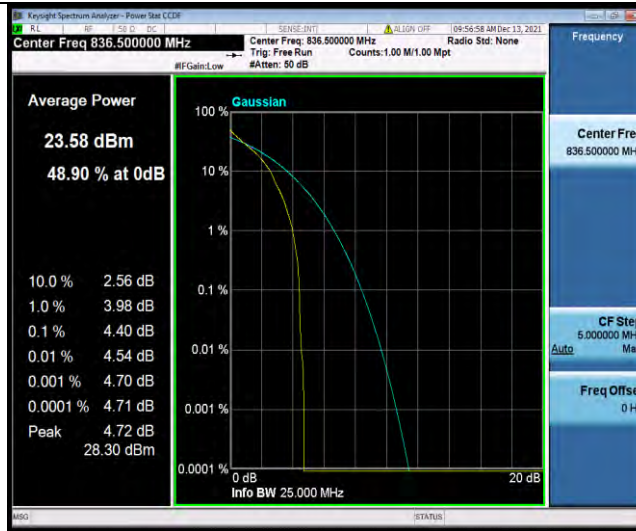 Keysight Spectrum Analyzer - Power Stat CCDF
RL RF 50 Ω DC SENSE:INT ALIGN OFF 09:56:58 AM Dec 13, 2021
Center Freq 836.500000 MHz
Center Freq: 836.500000 MHz Radio Std: None
Trig: Free Run Counts:1.00 M/1.00 Mpt
#IFGain:Low #Atten: 50 dB
Frequency
Average Power
23.58 dBm
48.90 % at 0dB
10.0 % 2.56 dB
1.0 % 3.98 dB
0.1 % 4.40 dB
0.01 % 4.54 dB
0.001 % 4.70 dB
0.0001 % 4.71 dB
Peak 4.72 dB
28.30 dBm
Gaussian
100 %
10 %
1 %
0.1 %
0.01 %
0.001 %
0.0001 %
0 dB 20 dB
Info BW 25.000 MHz
Center Fre
836.500000 MH
CF Ste
5.000000 MH
Auto Ma
Freq Offse
0 H
MSG STATUS